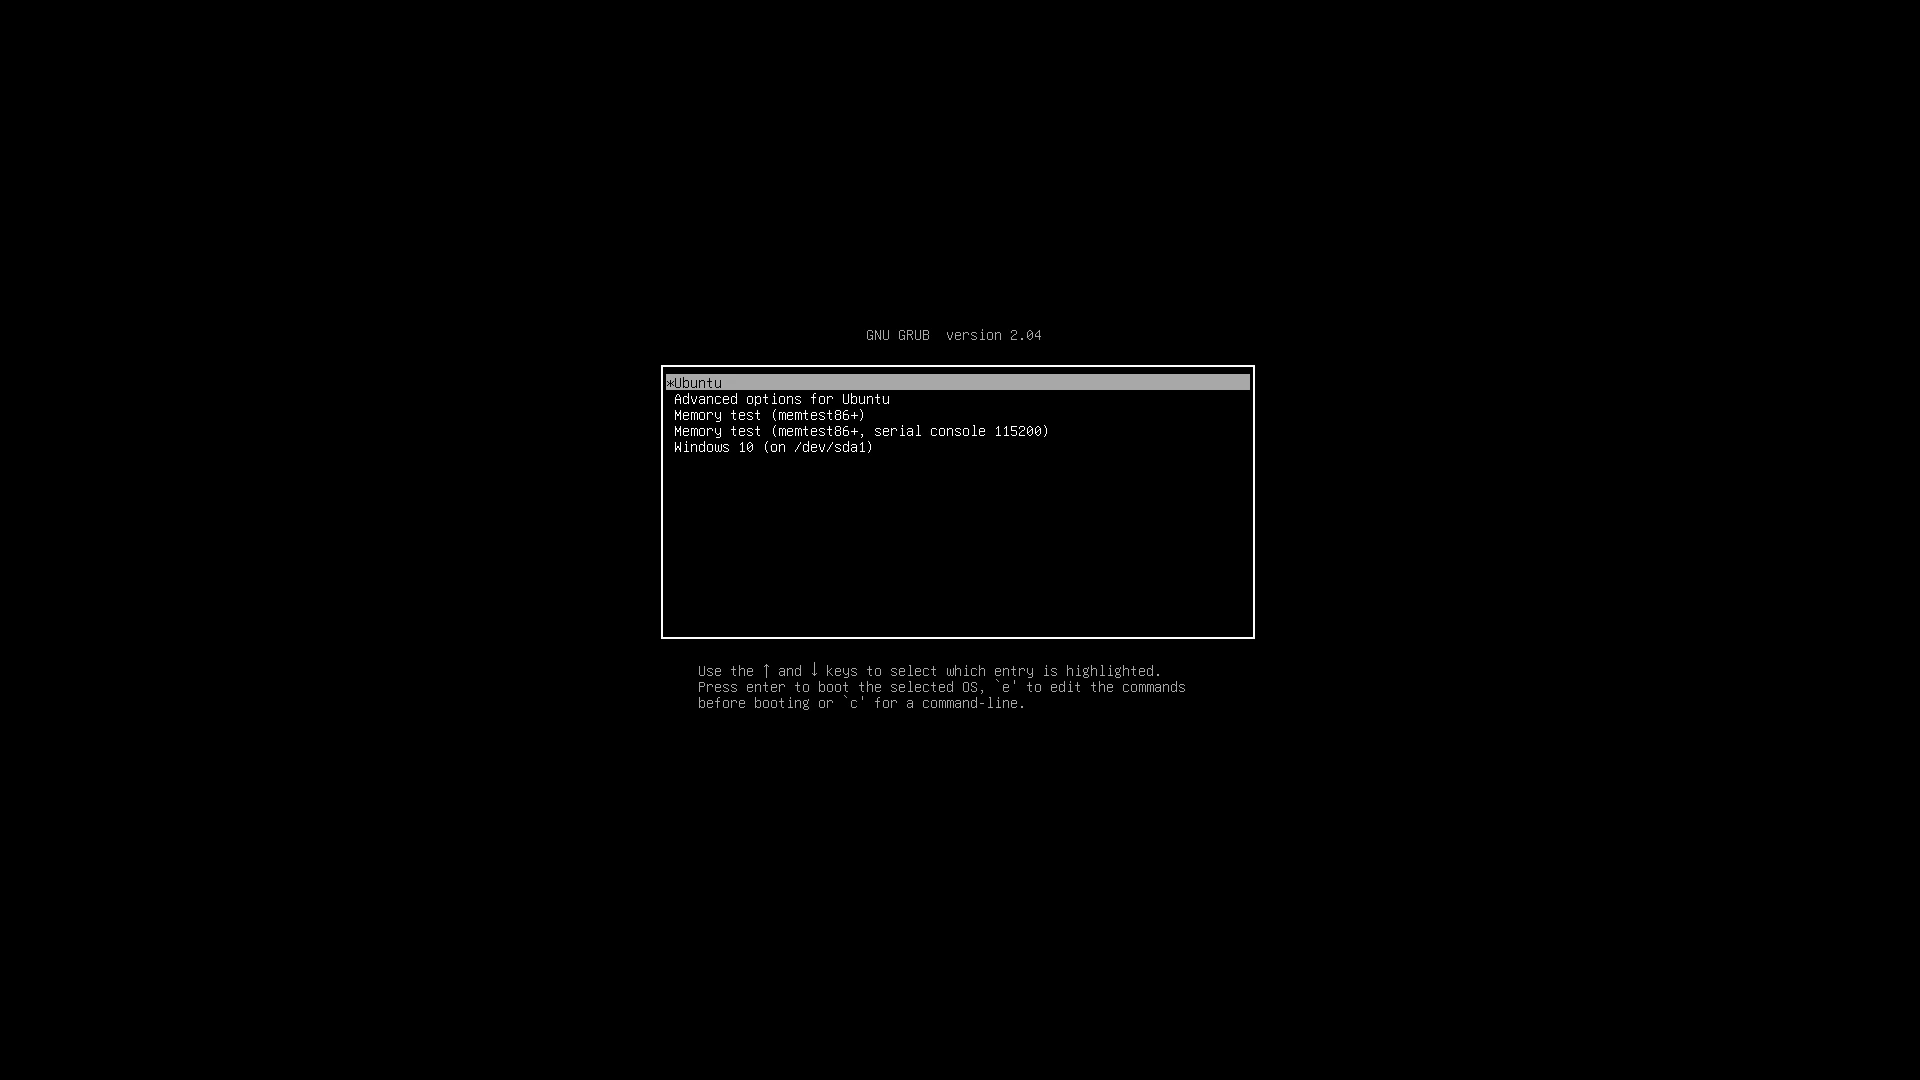 GNU GRUB  version 2.04
*Ubuntu
Advanced options for Ubuntu
Memory test (memtest86+)
Memory test (memtest86+, serial console 115200)
Windows 10 (on /dev/sda1)
Use the ↑ and ↓ keys to select which entry is highlighted.
Press enter to boot the selected OS, `e' to edit the commands
before booting or `c' for a command-line.